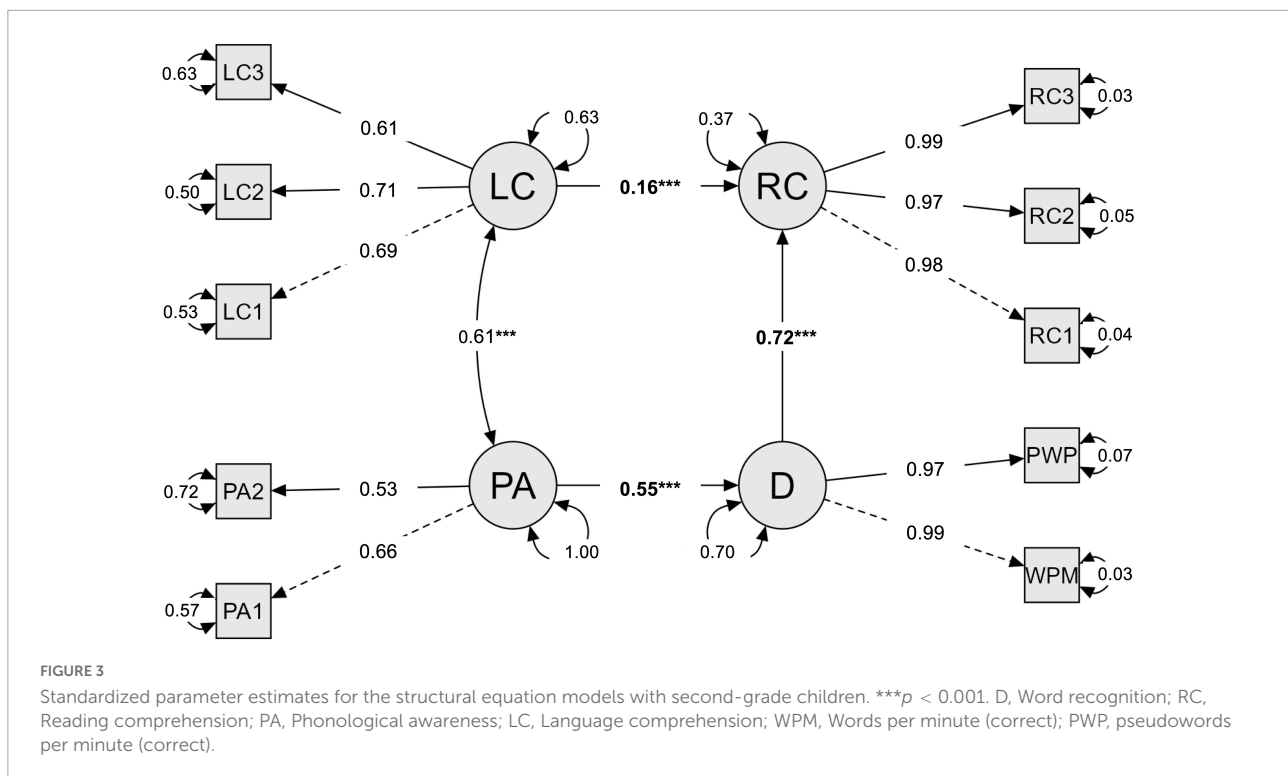 0.63 LC3
0.61
0.50 LC2
0.71
0.53 LC1
0.69
LC
0.63
0.16***
0.37
RC
0.99
RC3 0.03
0.97
RC2 0.05
0.98
RC1 0.04
0.61***
0.72***
0.72 PA2
0.53
0.57 PA1
0.66
PA
1.00
0.55***
D
0.70
0.97
PWP 0.07
0.99
WPM 0.03
FIGURE 3
Standardized parameter estimates for the structural equation models with second-grade children. ***p < 0.001. D, Word recognition; RC,
Reading comprehension; PA, Phonological awareness; LC, Language comprehension; WPM, Words per minute (correct); PWP, pseudowords
per minute (correct).